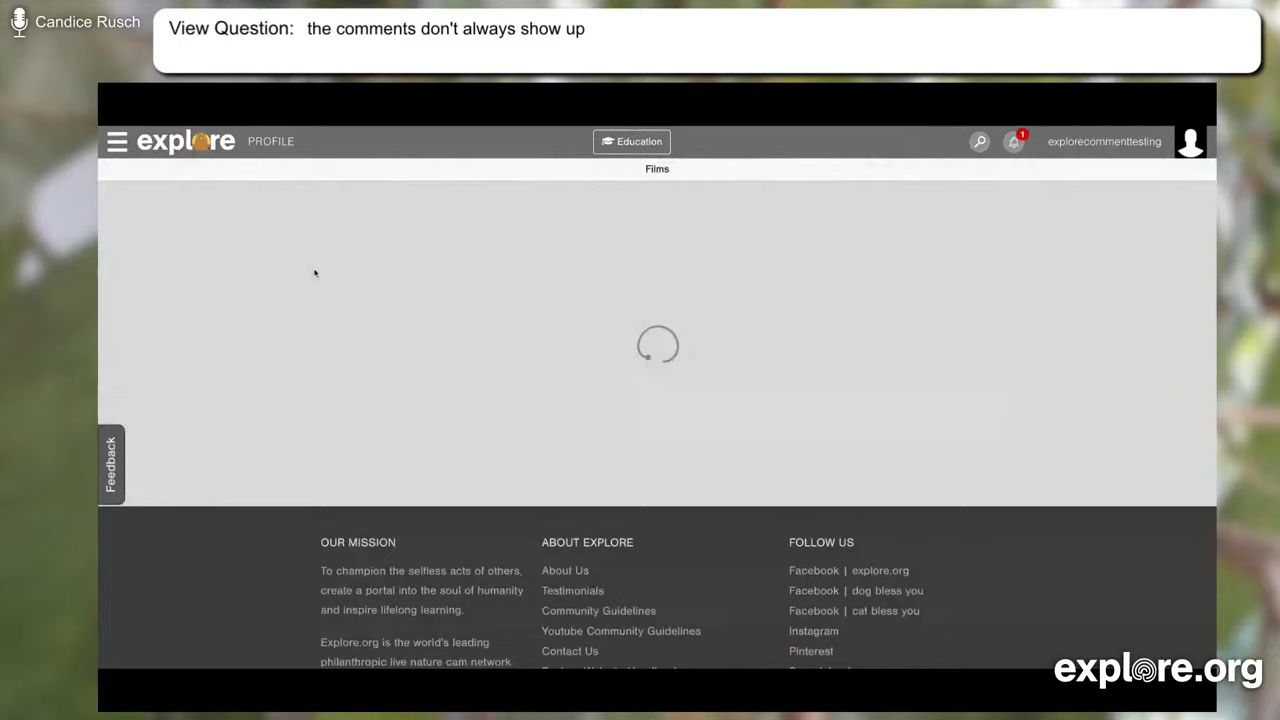 Candice Rusch
View Question: the comments don't always show up
explore PROFILE
Education
1
explorecommenttesting
Films
Feedback
OUR MISSION
To champion the selfless acts of others,
create a portal into the soul of humanity
and inspire lifelong learning.
Explore.org is the world's leading
philanthropic live nature cam network
ABOUT EXPLORE
About Us
Testimonials
Community Guidelines
Youtube Community Guidelines
Contact Us
FOLLOW US
Facebook | explore.org
Facebook | dog bless you
Facebook | cat bless you
Instagram
Pinterest
explore.org